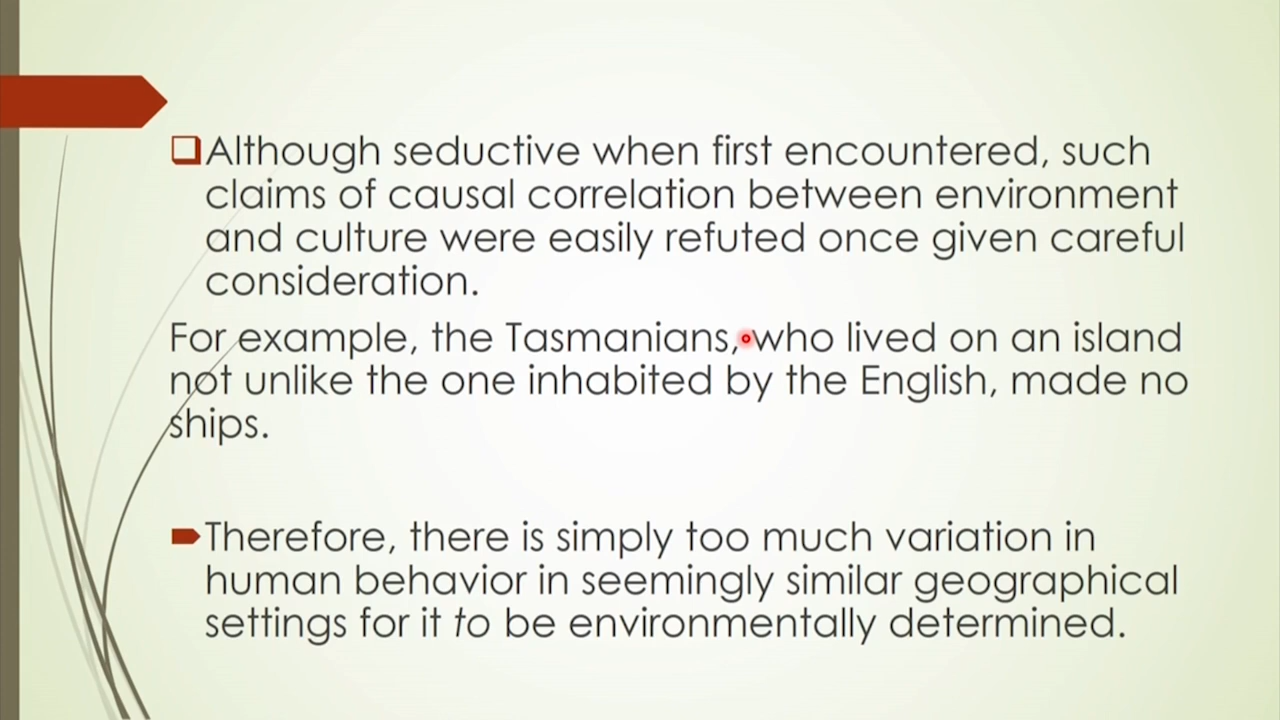 Although seductive when first encountered, such
claims of causal correlation between environment
and culture were easily refuted once given careful
consideration.
For example, the Tasmanians, who lived on an island
not unlike the one inhabited by the English, made no
ships.
Therefore, there is simply too much variation in
human behavior in seemingly similar geographical
settings for it to be environmentally determined.